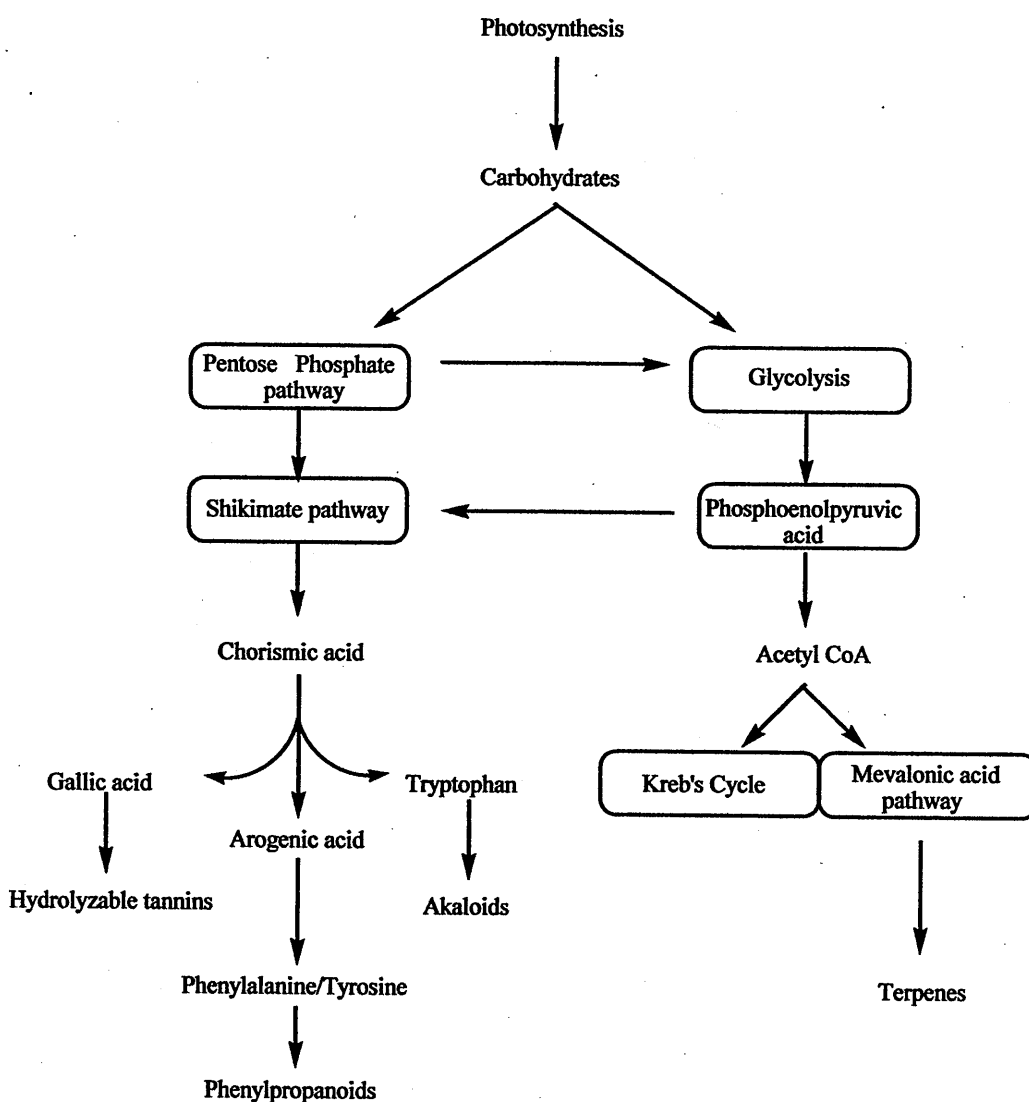 Photosynthesis
Carbohydrates
Pentose Phosphate
pathway
Glycolysis
Shikimate pathway
Phosphoenolpyruvic
acid
Chorismic acid
Acetyl CoA
Gallic acid
Tryptophan
Kreb's Cycle
Mevalonic acid
pathway
Arogenic acid
Hydrolyzable tannins
Akaloids
Phenylalanine/Tyrosine
Terpenes
Phenylpropanoids